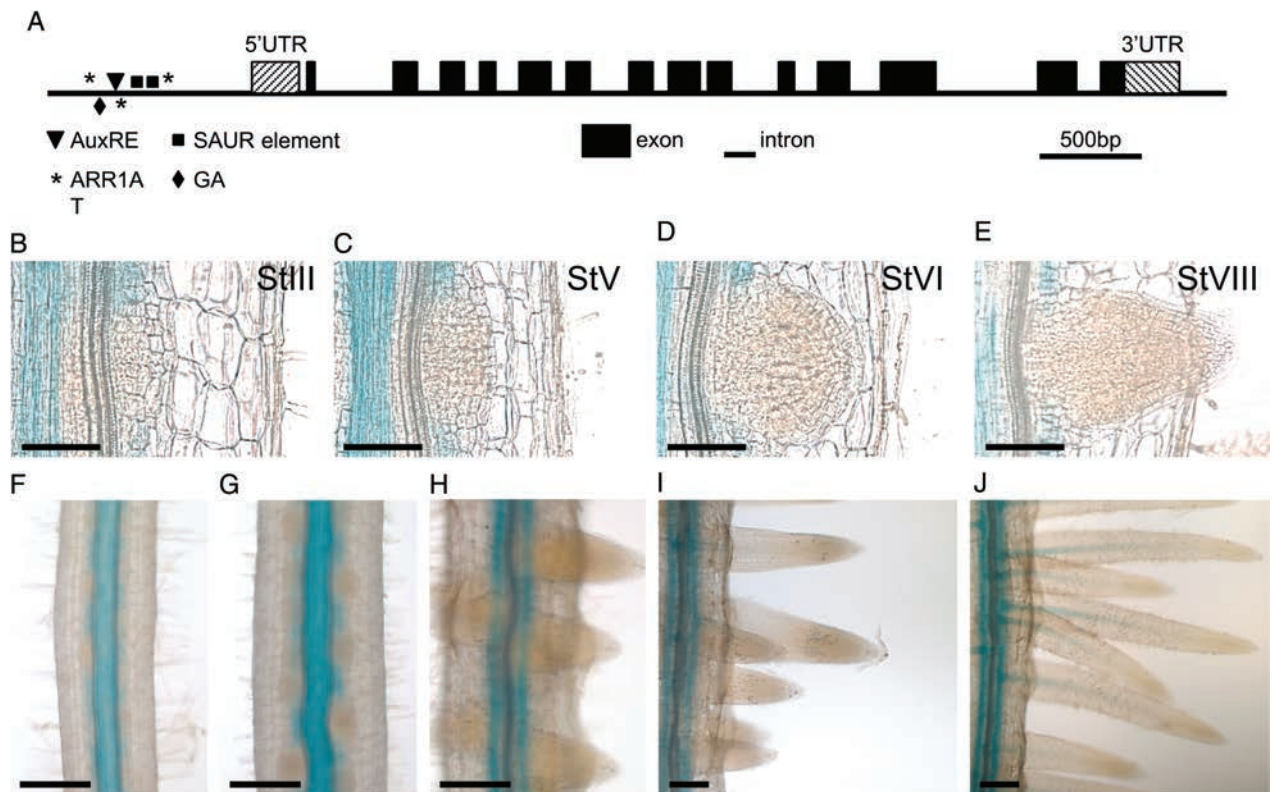 A
5'UTR
3'UTR
* *
*
AuxRE
SAUR element
exon
intron
500bp
* ARR1A
T
GA
B
StIII
C
StV
D
StVI
E
StVIII
F
G
H
I
J